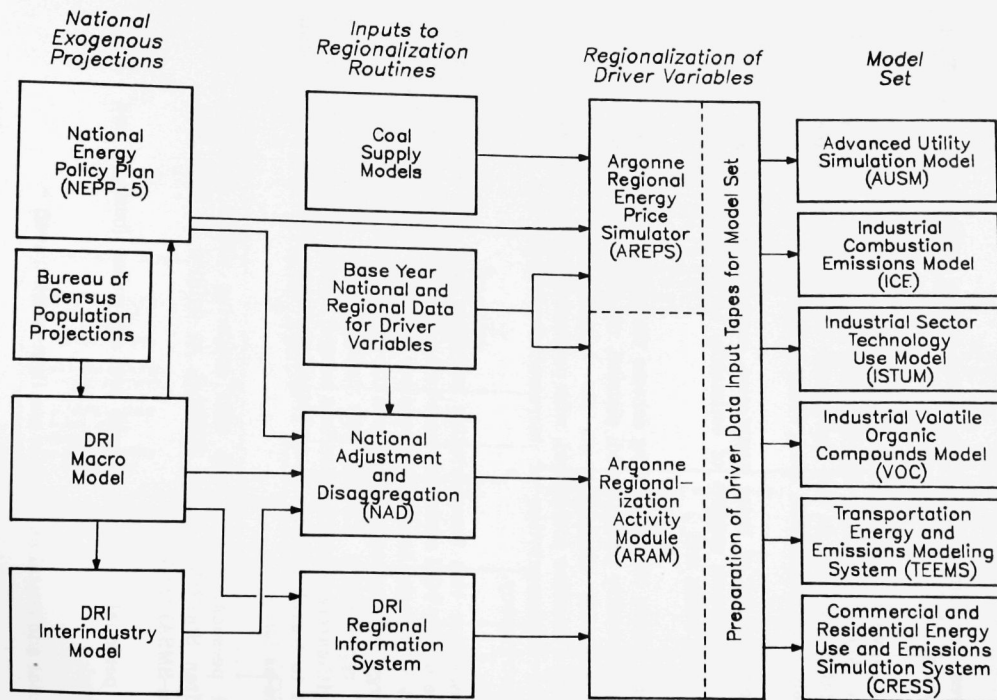 National
Exogenous
Projections
National
Energy
Policy Plan
(NEPP-5)
Bureau of
Census
Population
Projections
DRI
Macro
Model
DRI
Interindustry
Model
Inputs to
Regionalization
Routines
Coal
Supply
Models
Base Year
National and
Regional Data
for Driver
Variables
National
Adjustment
and
Disaggregation
(NAD)
DRI
Regional
Information
System
Regionalization of
Driver Variables
Argonne
Regional
Energy
Price
Simulator
(AREPS)
Argonne
Regional-
ization
Activity
Module
(ARAM)
Preparation of Driver Data Input Tapes for Model Set
Model
Set
Advanced Utility
Simulation Model
(AUSM)
Industrial
Combustion
Emissions Model
(ICE)
Industrial Sector
Technology
Use Model
(ISTUM)
Industrial Volatile
Organic
Compounds Model
(VOC)
Transportation
Energy and
Emissions Modeling
System (TEEMS)
Commercial and
Residential Energy
Use and Emissions
Simulation System
(CRESS)